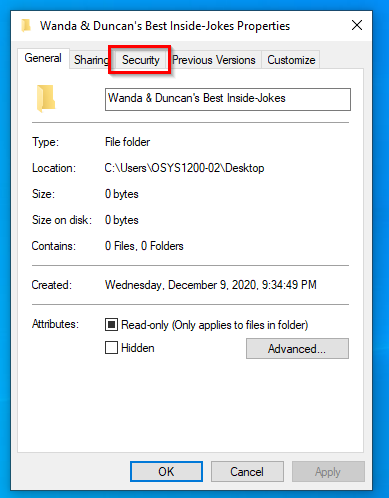 Wanda & Duncan's Best Inside-Jokes Properties
General Sharing Security Previous Versions Customize
Wanda & Duncan's Best Inside-Jokes
Type: File folder
Location: C:\Users\OSYS1200-02\Desktop
Size: 0 bytes
Size on disk: 0 bytes
Contains: 0 Files, 0 Folders
Created: Wednesday, December 9, 2020, 9:34:49 PM
Attributes: Read-only (Only applies to files in folder)
Hidden Advanced...
OK Cancel Apply